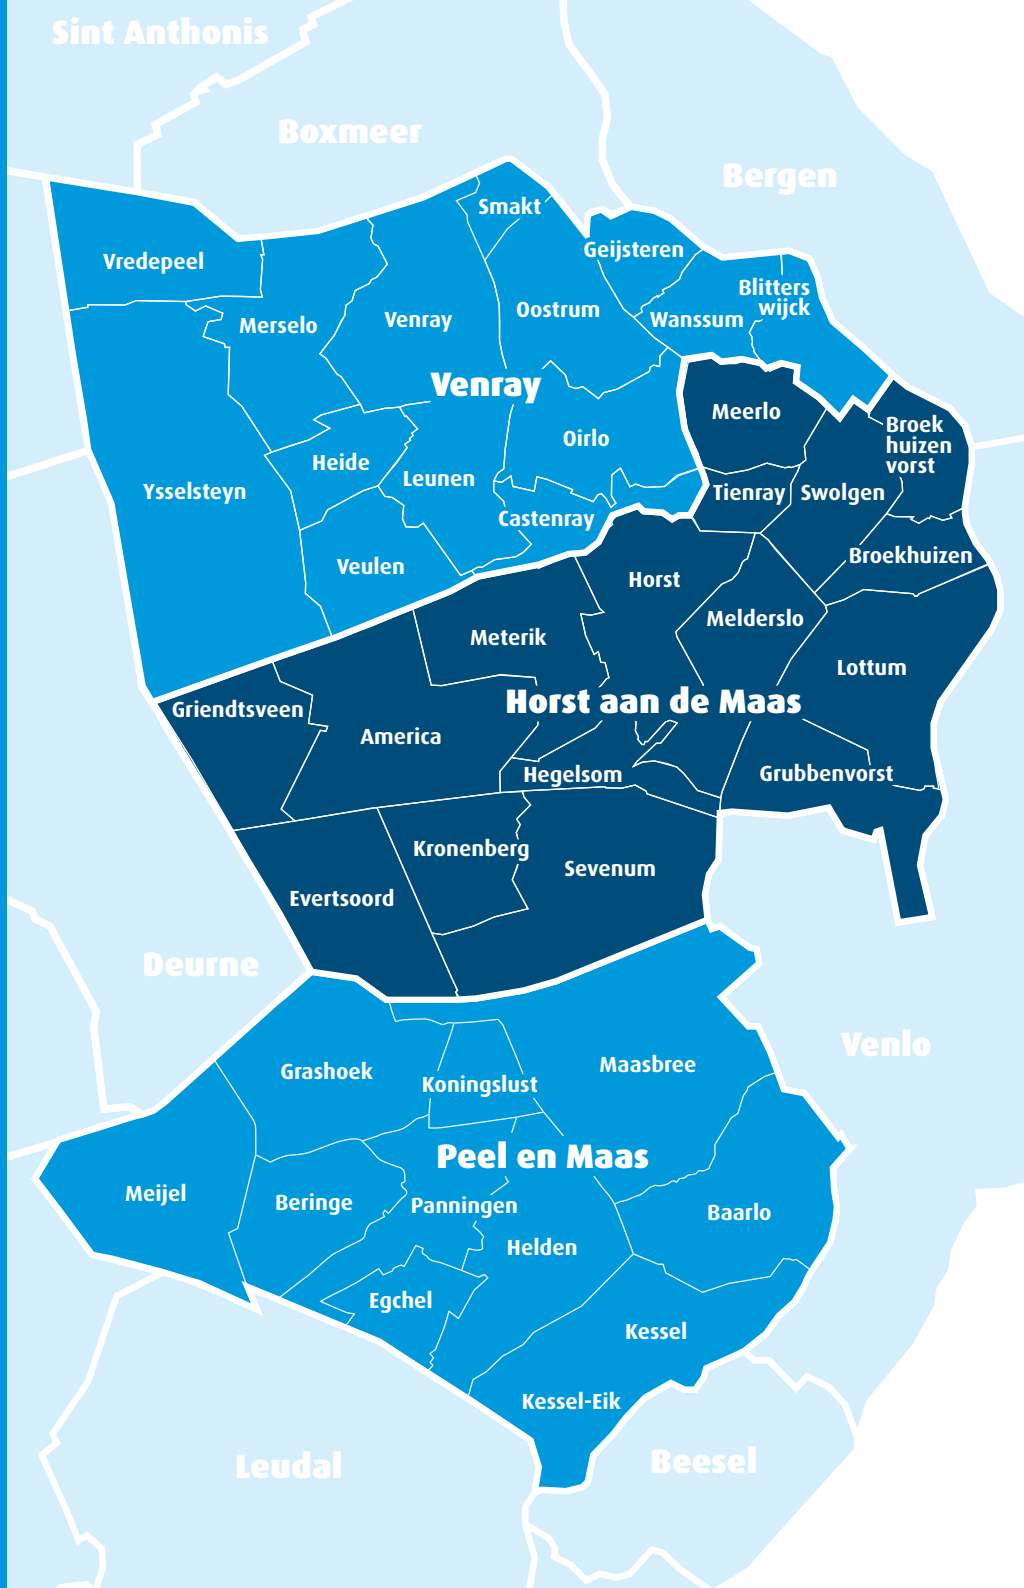 Sint Anthonis
Boxmeer
Bergen
Smakt
Geijsteren
Vredepeel
Blitters
wijck
Oostrum
Venray
Wanssum
Merselo
Venray
Meerlo
Broek
huizen
vorst
Oirlo
Heide
Leunen
Ysselsteyn
Tienray
Swolgen
Castenray
Broekhuizen
Veulen
Horst
Melderslo
Meterik
Lottum
Horst aan de Maas
Griendtsveen
America
Hegelsom
Grubbenvorst
Kronenberg
Sevenum
Evertsoord
Deurne
Venlo
Maasbree
Grashoek
Koningslust
Peel en Maas
Meijel
Beringe
Panningen
Baarlo
Helden
Egchel
Kessel
Kessel-Eik
Leudal
Beesel